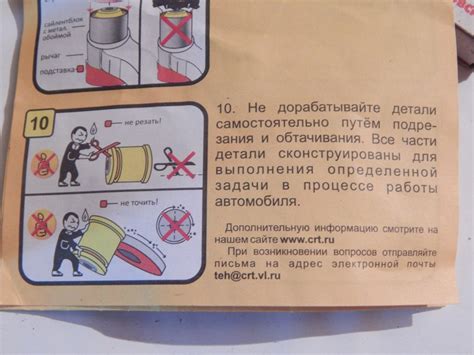 сайлентблок
с метал.
обоймой
рычаг
подставка
10
не резать!
не точить!
10. Не дорабатывайте детали
самостоятельно путём подре-
зания и обтачивания. Все части
детали сконструированы для
выполнения определенной
задачи в процессе работы
автомобиля.
Дополнительную информацию смотрите на
нашем сайте www.crt.ru
При возникновении вопросов отправляйте
письма на адрес электронной почты
teh@crt.vl.ru